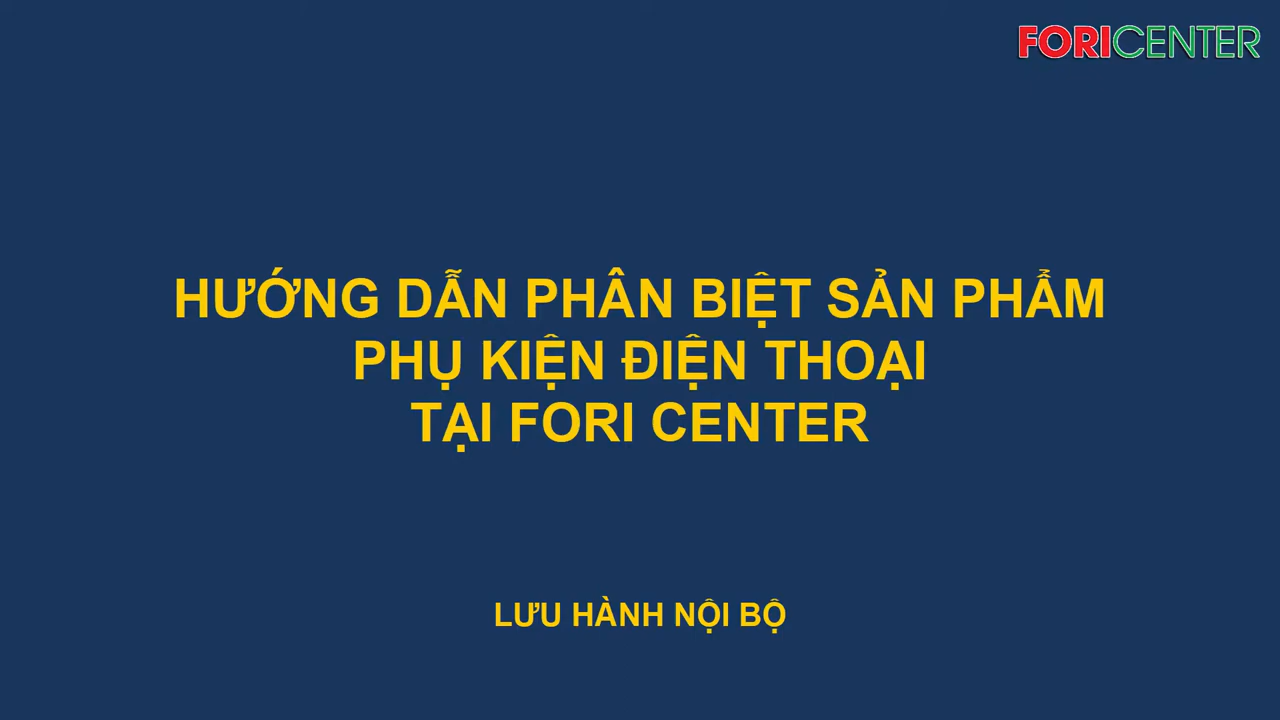 FORICENTER
HƯỚNG DẪN PHÂN BIỆT SẢN PHẨM
PHỤ KIỆN ĐIỆN THOẠI
TẠI FORI CENTER
LƯU HÀNH NỘI BỘ